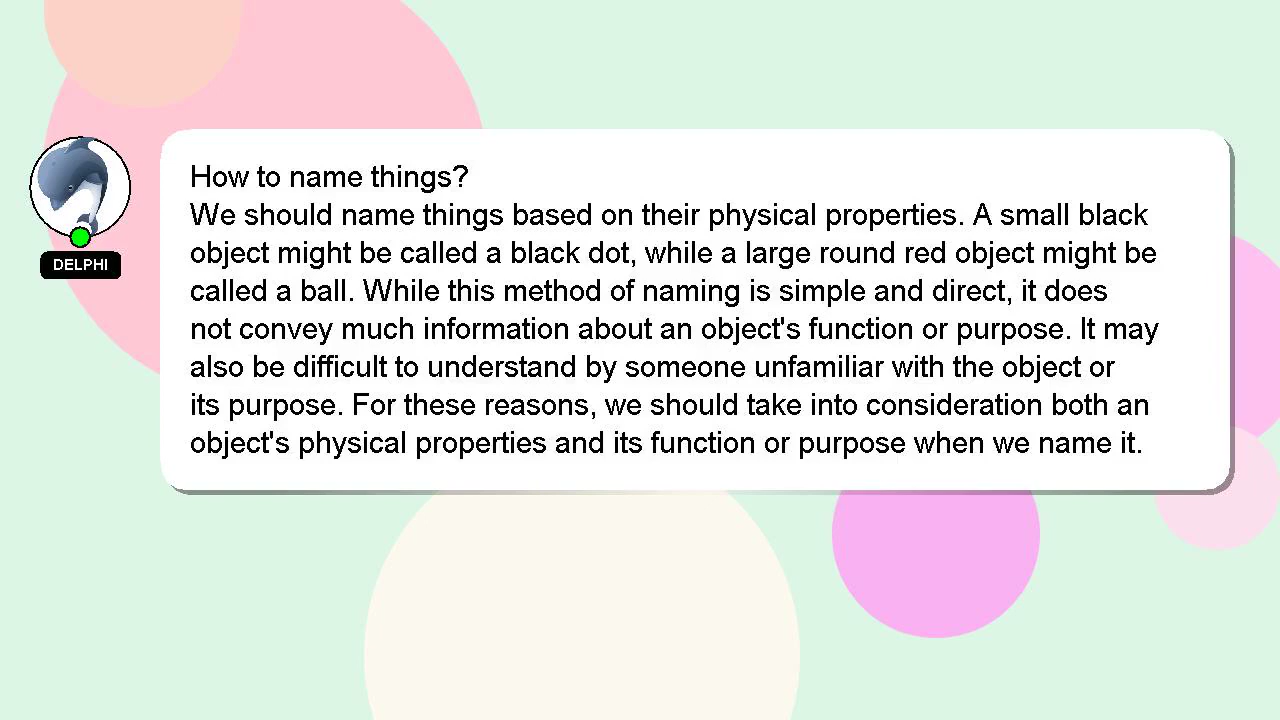 DELPHI
How to name things?
We should name things based on their physical properties. A small black
object might be called a black dot, while a large round red object might be
called a ball. While this method of naming is simple and direct, it does
not convey much information about an object's function or purpose. It may
also be difficult to understand by someone unfamiliar with the object or
its purpose. For these reasons, we should take into consideration both an
object's physical properties and its function or purpose when we name it.